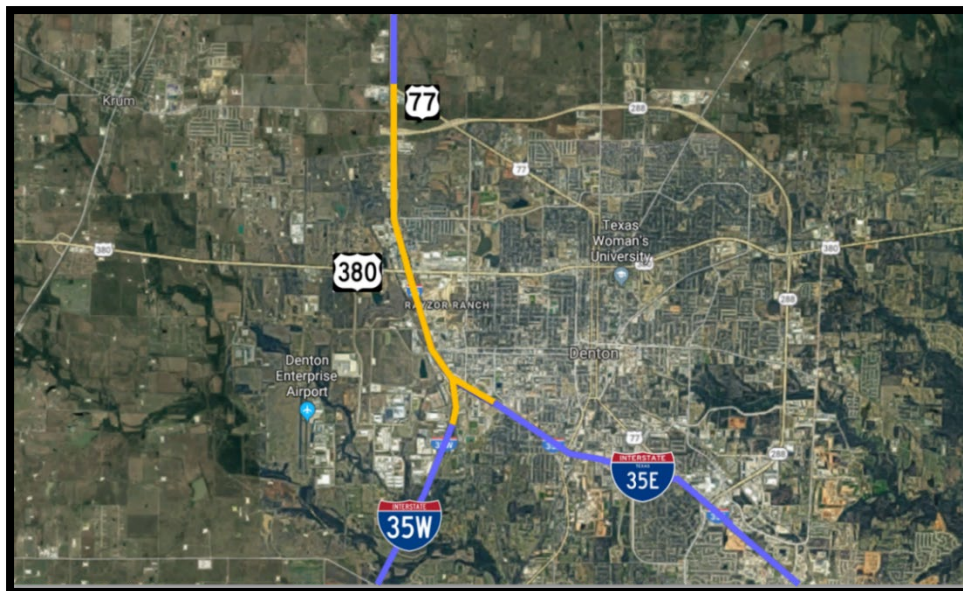 Krum
77
288
77
Texas
Woman's
University
380
380
380
288
RAYZOR RANCH
Denton
Denton
Enterprise
Airport
77
35W
288
INTERSTATE
TEXAS
35E
INTERSTATE
35W